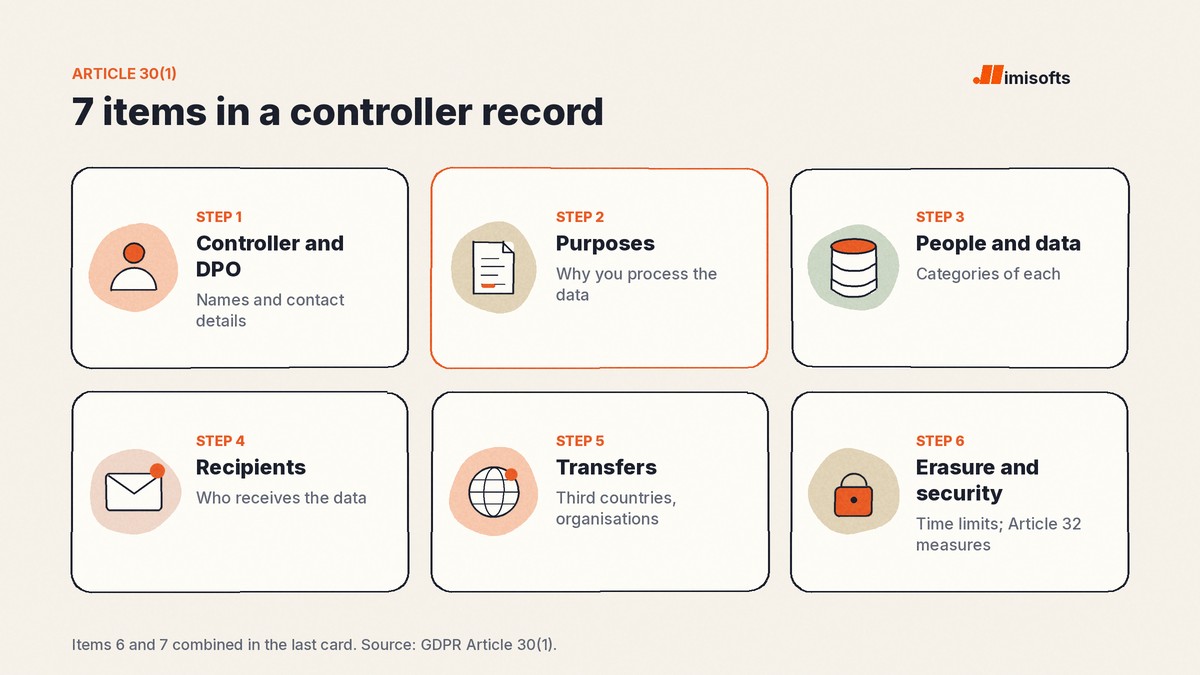 ARTICLE 30(1)
imisofts
7 items in a controller record
STEP 1
Controller and
DPO
Names and contact
details
STEP 2
Purposes
Why you process the
data
STEP 3
People and data
Categories of each
STEP 4
Recipients
Who receives the data
STEP 5
Transfers
Third countries,
organisations
STEP 6
Erasure and
security
Time limits; Article 32
measures
Items 6 and 7 combined in the last card. Source: GDPR Article 30(1).